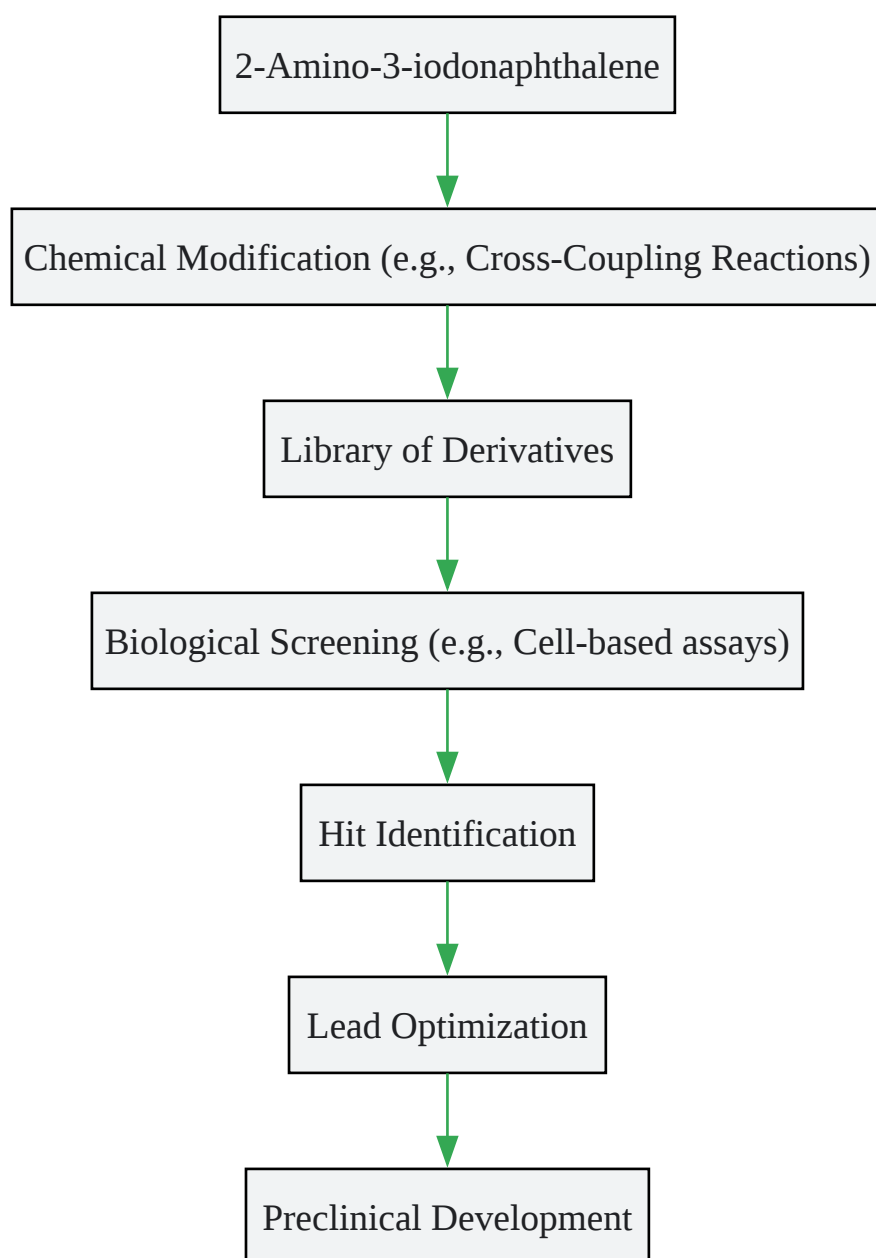 2-Amino-3-iodonaphthalene
Chemical Modification (e.g., Cross-Coupling Reactions)
Library of Derivatives
Biological Screening (e.g., Cell-based assays)
Hit Identification
Lead Optimization
Preclinical Development